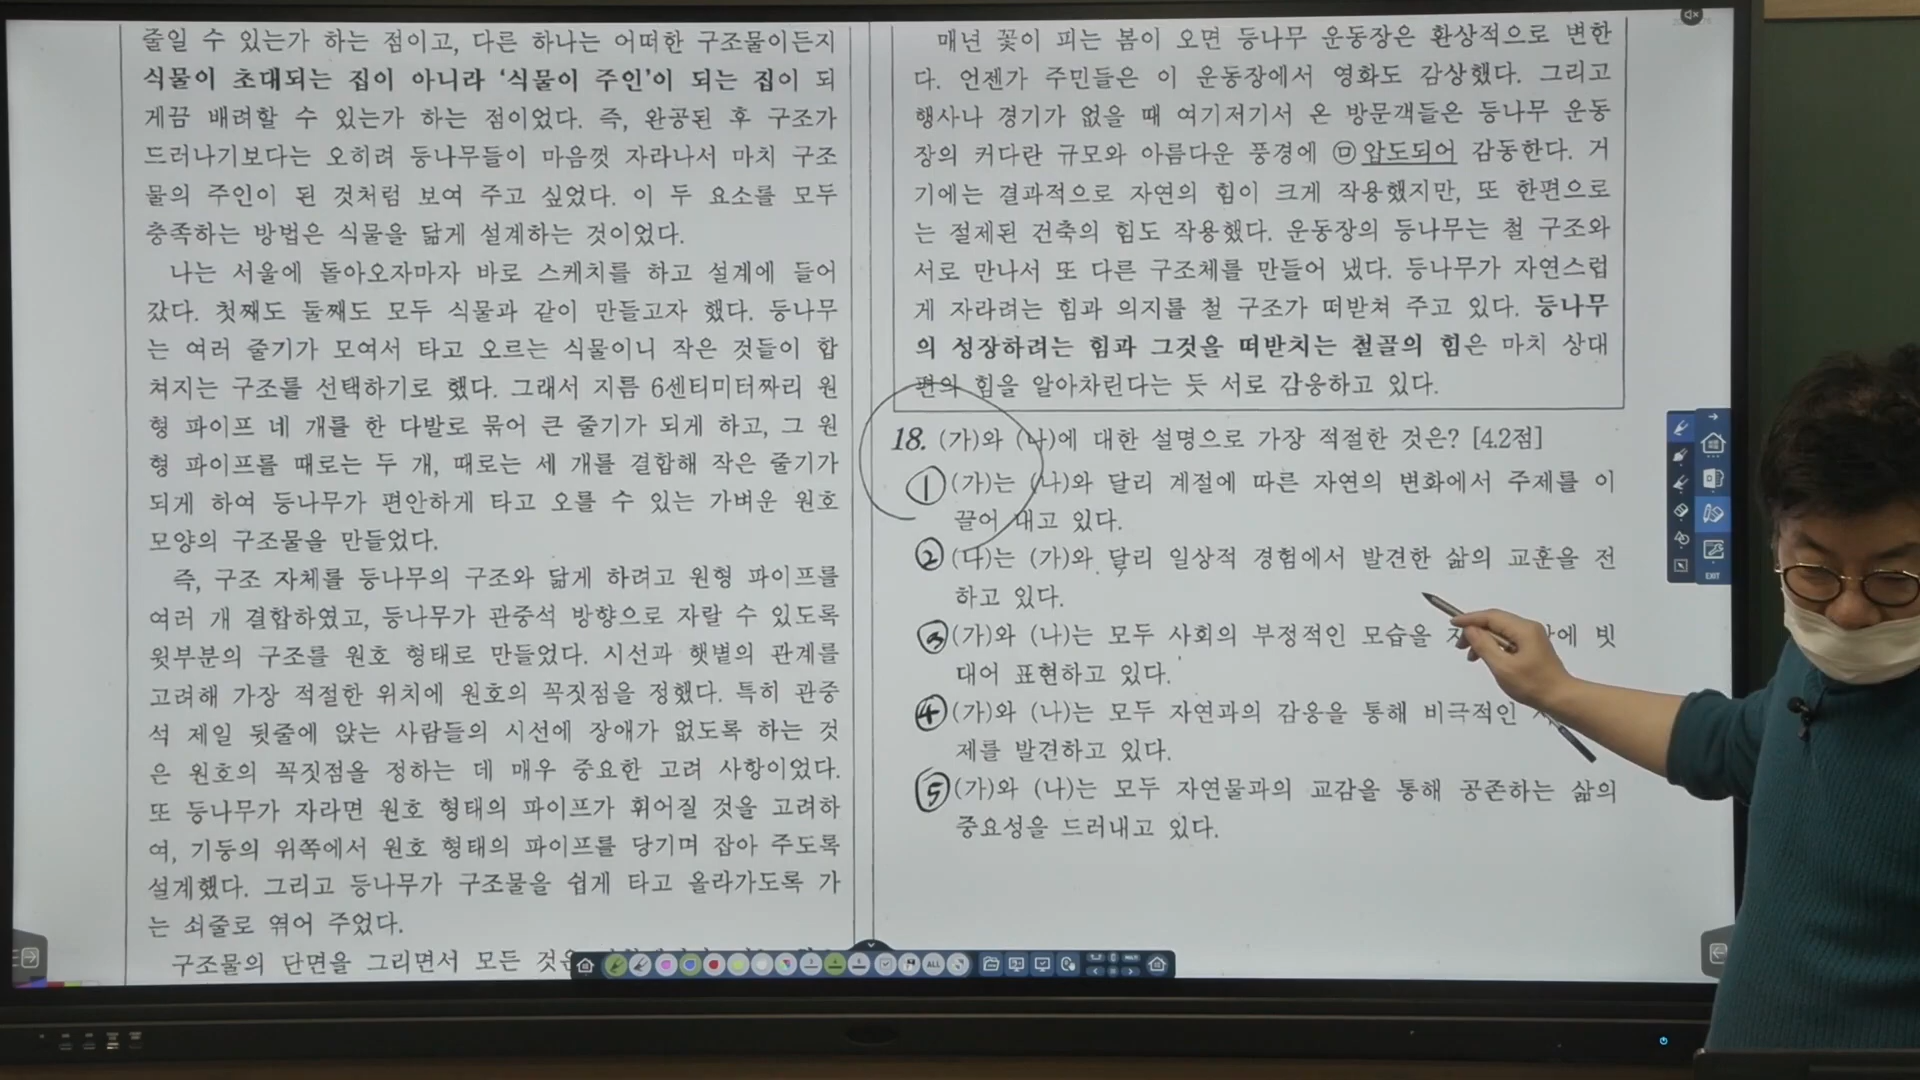 줄일 수 있는가 하는 점이고, 다른 하나는 어떠한 구조물이든지
식물이 초대되는 집이 아니라 ‘식물이 주인’이 되는 집이 되
게끔 배려할 수 있는가 하는 점이었다. 즉, 완공된 후 구조가
드러나기보다는 오히려 등나무들이 마음껏 자라나서 마치 구조
물의 주인이 된 것처럼 보여 주고 싶었다. 이 두 요소를 모두
충족하는 방법은 식물을 닮게 설계하는 것이었다.
나는 서울에 돌아오자마자 바로 스케치를 하고 설계에 들어
갔다. 첫째도 둘째도 모두 식물과 같이 만들고자 했다. 등나무
는 여러 줄기가 모여서 타고 오르는 식물이니 작은 것들이 합
쳐지는 구조를 선택하기로 했다. 그래서 지름 6센티미터짜리 원
형 파이프 네 개를 한 다발로 묶어 큰 줄기가 되게 하고, 그 원
형 파이프를 때로는 두 개, 때로는 세 개를 결합해 작은 줄기가
되게 하여 등나무가 편안하게 타고 오를 수 있는 가벼운 원호
모양의 구조물을 만들었다.
즉, 구조 자체를 등나무의 구조와 닮게 하려고 원형 파이프를
여러 개 결합하였고, 등나무가 관중석 방향으로 자랄 수 있도록
윗부분의 구조를 원호 형태로 만들었다. 시선과 햇볕의 관계를
고려해 가장 적절한 위치에 원호의 꼭짓점을 정했다. 특히 관중
석 제일 뒷줄에 앉는 사람들의 시선에 장애가 없도록 하는 것
은 원호의 꼭짓점을 정하는 데 매우 중요한 고려 사항이었다.
또 등나무가 자라면 원호 형태의 파이프가 휘어질 것을 고려하
여, 기둥의 위쪽에서 원호 형태의 파이프를 당기며 잡아 주도록
설계했다. 그리고 등나무가 구조물을 쉽게 타고 올라가도록 가
는 쇠줄로 엮어 주었다.
구조물의 단면을 그리면서 모든 것은
매년 꽃이 피는 봄이 오면 등나무 운동장은 환상적으로 변한
다. 언젠가 주민들은 이 운동장에서 영화도 감상했다. 그리고
행사나 경기가 없을 때 여기저기서 온 방문객들은 등나무 운동
장의 커다란 규모와 아름다운 풍경에 ㉤압도되어 감동한다. 거
기에는 결과적으로 자연의 힘이 크게 작용했지만, 또 한편으로
는 절제된 건축의 힘도 작용했다. 운동장의 등나무는 철 구조와
서로 만나서 또 다른 구조체를 만들어 냈다. 등나무가 자연스럽
게 자라려는 힘과 의지를 철 구조가 떠받쳐 주고 있다. 등나무
의 성장하려는 힘과 그것을 떠받치는 철골의 힘은 마치 상대
편의 힘을 알아차린다는 듯 서로 감응하고 있다.
18. (가)와 (나)에 대한 설명으로 가장 적절한 것은? [4.2점]
① (가)는 (나)와 달리 계절에 따른 자연의 변화에서 주제를 이
끌어 내고 있다.
② (다)는 (가)와 달리 일상적 경험에서 발견한 삶의 교훈을 전
하고 있다.
③ (가)와 (나)는 모두 사회의 부정적인 모습을 에 빗
대어 표현하고 있다.
④ (가)와 (나)는 모두 자연과의 감응을 통해 비극적인
제를 발견하고 있다.
⑤ (가)와 (나)는 모두 자연물과의 교감을 통해 공존하는 삶의
중요성을 드러내고 있다.
ALL
EXIT